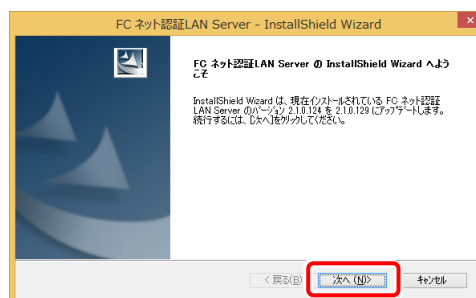 FC ネット認証LAN Server - InstallShield Wizard
FC ネット認証LAN Server の InstallShield Wizard へよう
こそ
InstallShield Wizard は、現在インストールされている FC ネット認証
LAN Server のバージョン 2.1.0.124 を 2.1.0.129 にアップデートします。
続行するには、[次へ]をクリックしてください。
< 戻る(B)
次へ (N)>
キャンセル